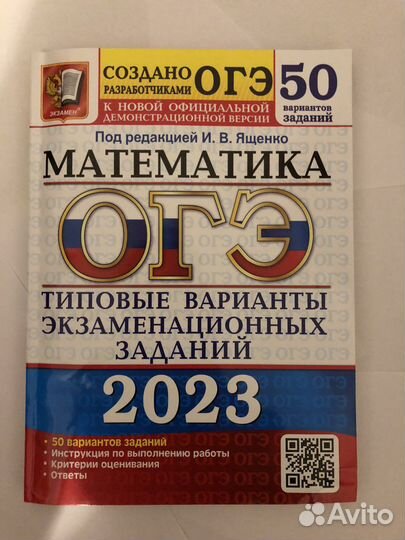 СОЗДАНО
РАЗРАБОТЧИКАМИ ОГЭ
50
вариантов
заданий
ЭКЗАМЕН
К НОВОЙ ОФИЦИАЛЬНОЙ
ДЕМОНСТРАЦИОННОЙ ВЕРСИИ
Под редакцией И. В. Ященко
МАТЕМАТИКА
ОГЭ
ТИПОВЫЕ ВАРИАНТЫ
ЭКЗАМЕНАЦИОННЫХ
ЗАДАНИЙ
2023
• 50 вариантов заданий
• Инструкция по выполнению работы
• Критерии оценивания
• Ответы
Avito